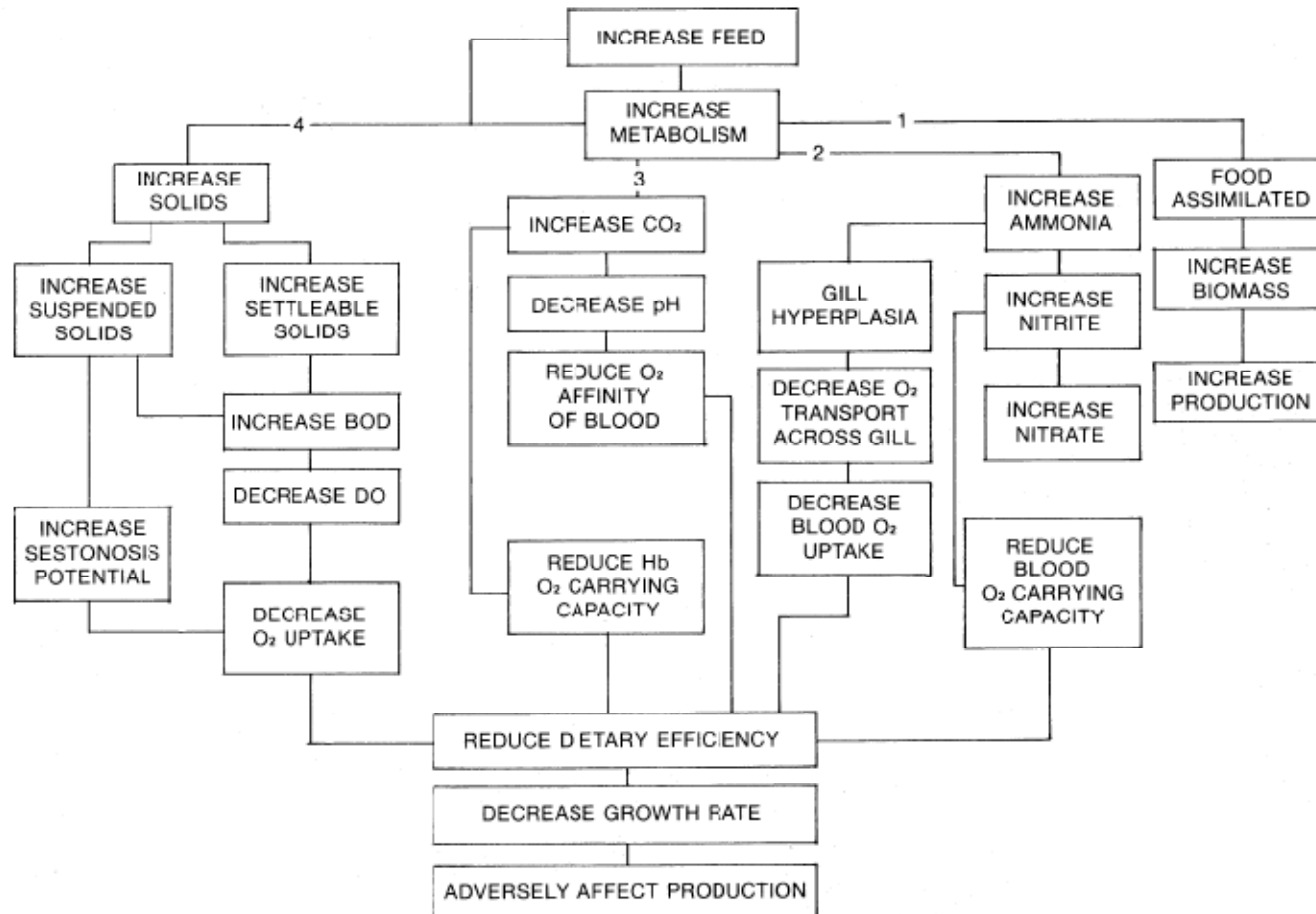 INCREASE FEED
INCREASE
METABOLISM
4
1
2
3
INCREASE
SOLIDS
INCREASE
SUSPENDED
SOLIDS
INCREASE
SETTLEABLE
SOLIDS
INCREASE BOD
DECREASE DO
INCREASE
SESTONOSIS
POTENTIAL
DECREASE
O₂ UPTAKE
INCREASE CO₂
DECREASE pH
REDUCE O₂
AFFINITY
OF BLOOD
REDUCE Hb
O₂ CARRYING
CAPACITY
INCREASE
AMMONIA
GILL
HYPERPLASIA
DECREASE O₂
TRANSPORT
ACROSS GILL
DECREASE
BLOOD O₂
UPTAKE
INCREASE
NITRITE
INCREASE
NITRATE
REDUCE
BLOOD
O₂ CARRYING
CAPACITY
FOOD
ASSIMILATED
INCREASE
BIOMASS
INCREASE
PRODUCTION
REDUCE DIETARY EFFICIENCY
DECREASE GROWTH RATE
ADVERSELY AFFECT PRODUCTION